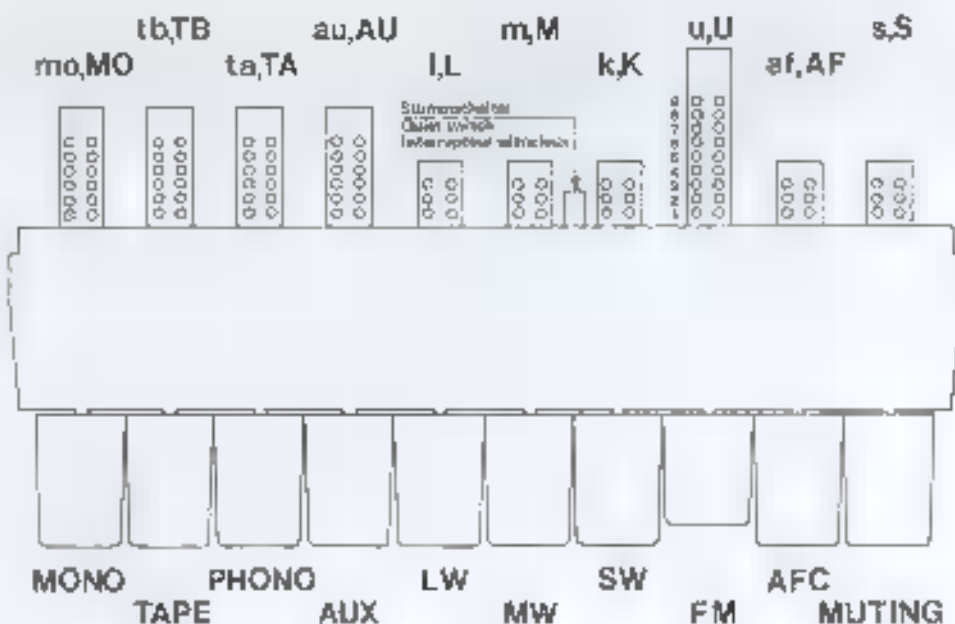 tb,TB au,AU m,M u,U s,S
mo,MO ta,TA l,L k,K af,AF
Stummschalter
Quiet switch
MONO PHONO LW SW AFC
TAPE AUX MW FM MUTING